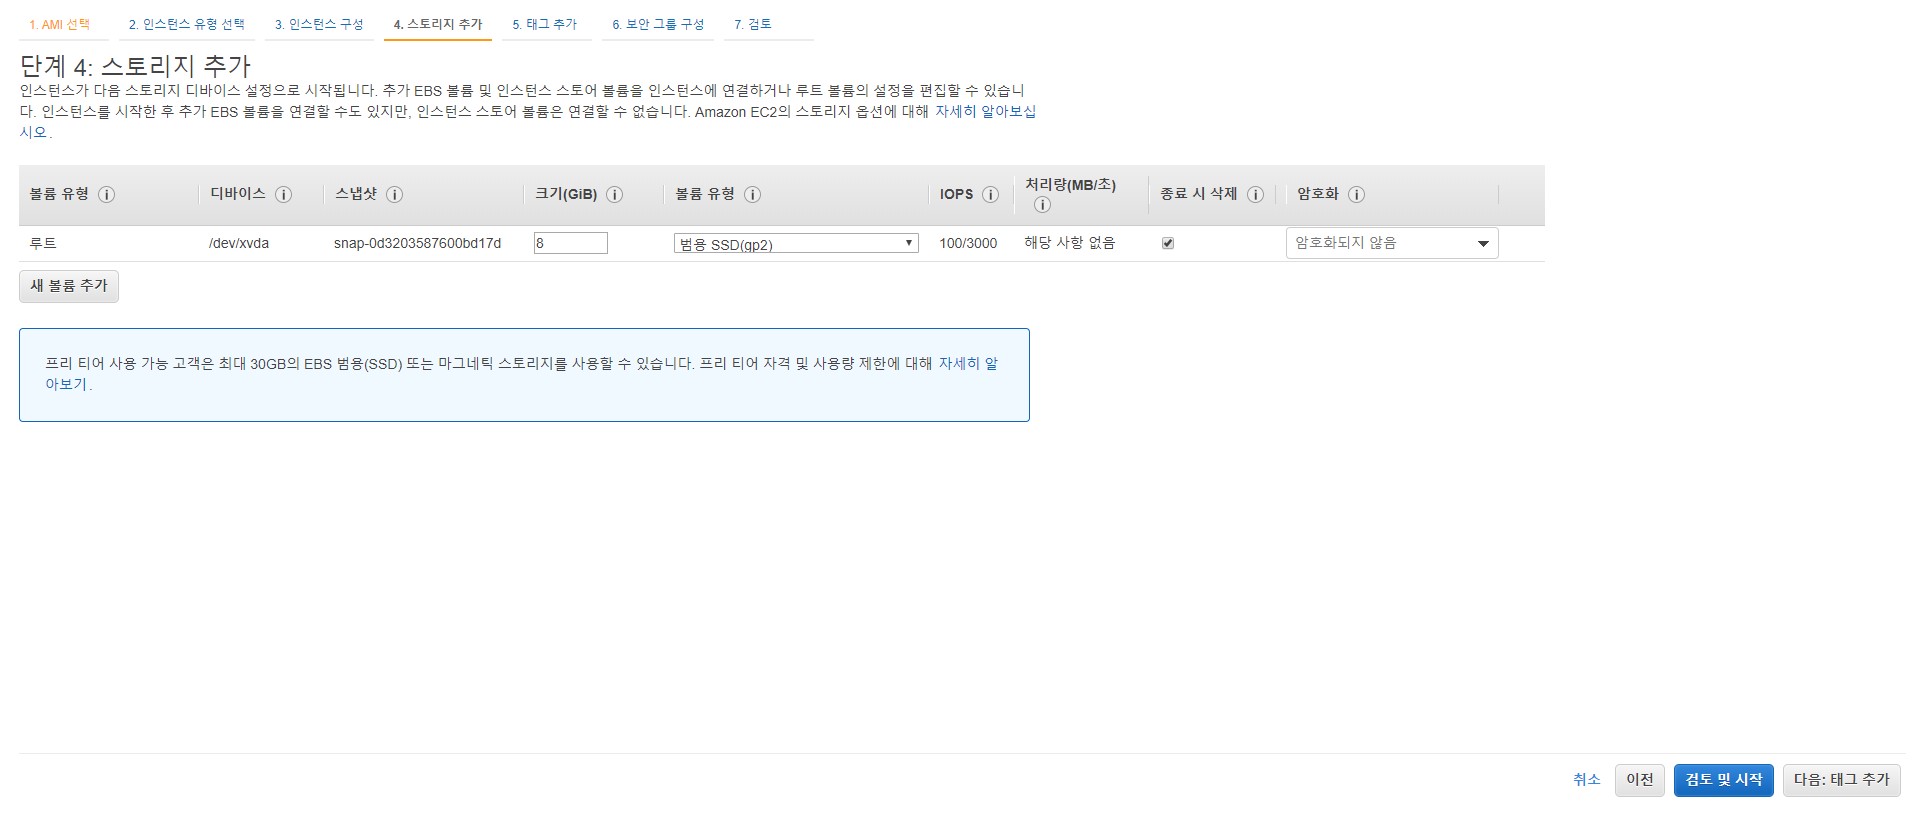 1. AMI 선택 2. 인스턴스 유형 선택 3. 인스턴스 구성 4. 스토리지 추가 5. 태그 추가 6. 보안 그룹 구성 7. 검토
단계 4: 스토리지 추가
인스턴스가 다음 스토리지 디바이스 설정으로 시작됩니다. 추가 EBS 볼륨 및 인스턴스 스토어 볼륨을 인스턴스에 연결하거나 루트 볼륨의 설정을 편집할 수 있습니
다. 인스턴스를 시작한 후 추가 EBS 볼륨을 연결할 수도 있지만, 인스턴스 스토어 볼륨은 연결할 수 없습니다. Amazon EC2의 스토리지 옵션에 대해 자세히 알아보십
시오.
볼륨 유형 디바이스 스냅샷 크기(GiB) 볼륨 유형 IOPS 처리량(MB/초) 종료 시 삭제 암호화
루트 /dev/xvda snap-0d3203587600bd17d 8 범용 SSD(gp2) 100/3000 해당 사항 없음 암호화되지 않음
새 볼륨 추가
프리 티어 사용 가능 고객은 최대 30GB의 EBS 범용(SSD) 또는 마그네틱 스토리지를 사용할 수 있습니다. 프리 티어 자격 및 사용량 제한에 대해 자세히 알
아보기.
취소 이전 검토 및 시작 다음: 태그 추가